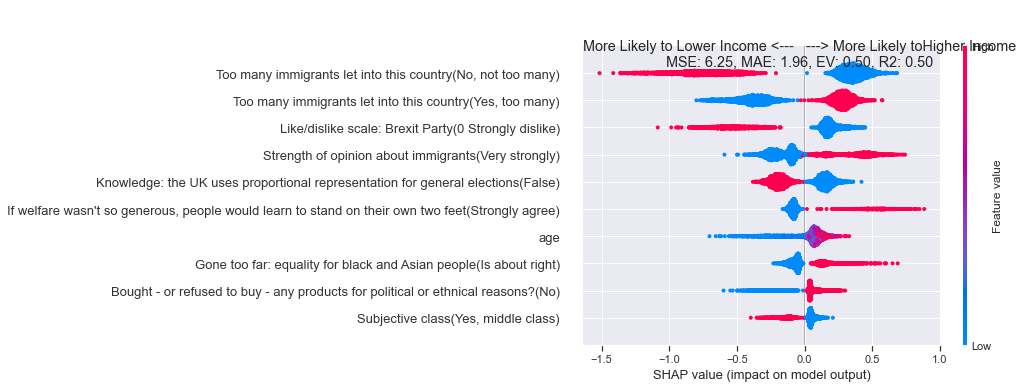 More Likely to Lower Income <--- ---> More Likely toHigher Income
MSE: 6.25, MAE: 1.96, EV: 0.50, R2: 0.50
High
Too many immigrants let into this country(No, not too many)
Too many immigrants let into this country(Yes, too many)
Like/dislike scale: Brexit Party(0 Strongly dislike)
Strength of opinion about immigrants(Very strongly)
Knowledge: the UK uses proportional representation for general elections(False)
If welfare wasn't so generous, people would learn to stand on their own two feet(Strongly agree)
age
Gone too far: equality for black and Asian people(Is about right)
Bought - or refused to buy - any products for political or ethnical reasons?(No)
Subjective class(Yes, middle class)
Feature value
Low
−1.5 −1.0 −0.5 0.0 0.5 1.0
SHAP value (impact on model output)